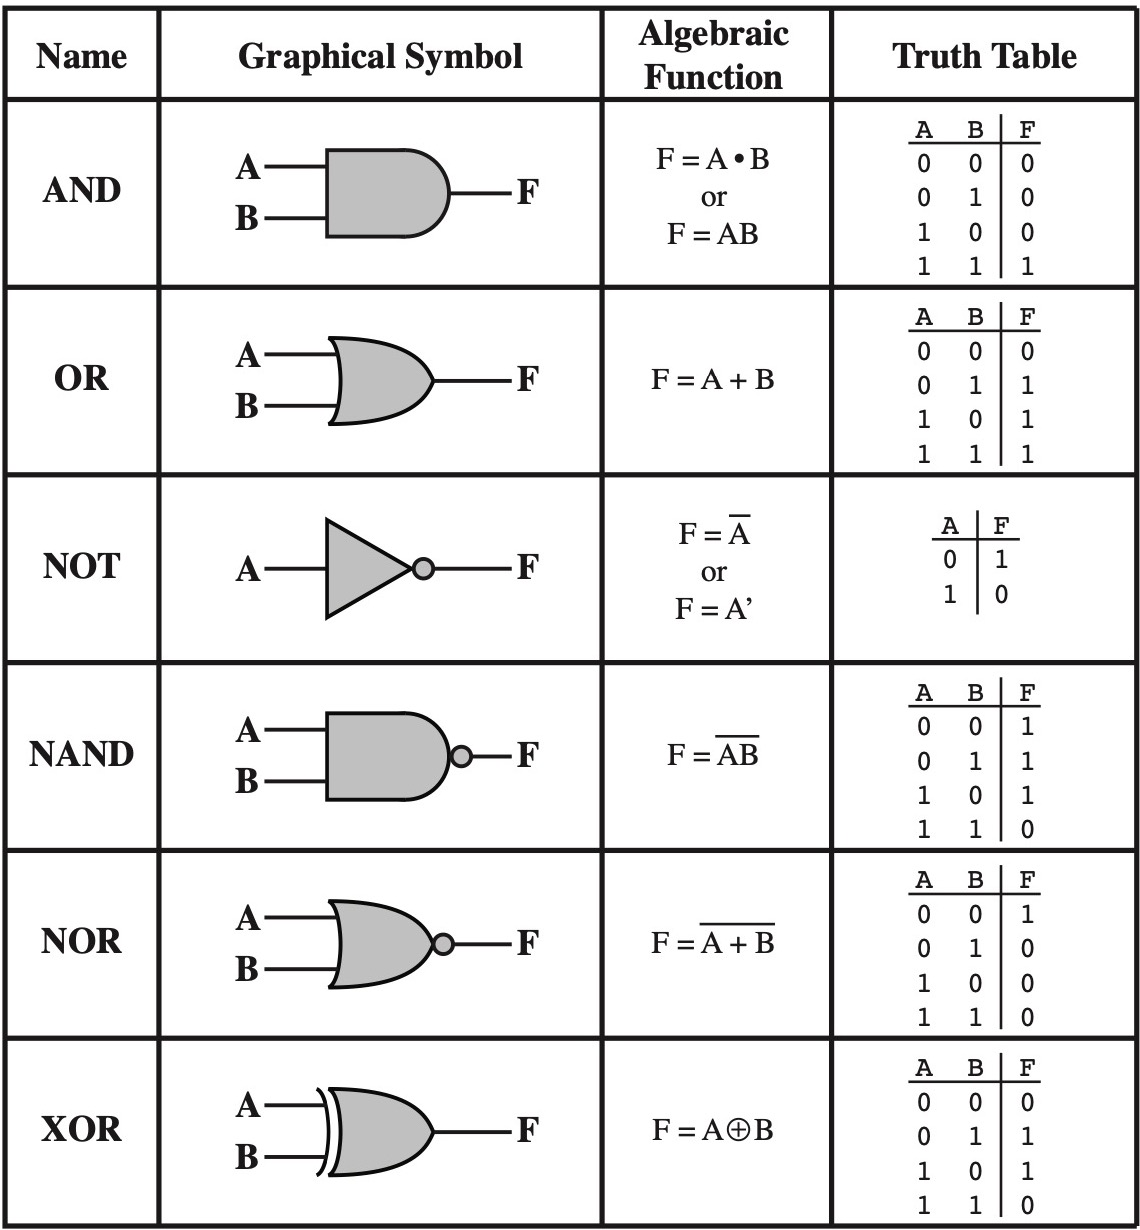 Name Graphical Symbol Algebraic Function Truth Table
AND
A
B
F
F = A • B
or
F = AB
A B F
0 0 0
0 1 0
1 0 0
1 1 1
OR
A
B
F
F = A + B
A B F
0 0 0
0 1 1
1 0 1
1 1 1
NOT
A
F
F = A̅
or
F = A’
A F
0 1
1 0
NAND
A
B
F
F = A̅B̅
A B F
0 0 1
0 1 1
1 0 1
1 1 0
NOR
A
B
F
F = A̅ ̅+̅ ̅B̅
A B F
0 0 1
0 1 0
1 0 0
1 1 0
XOR
A
B
F
F = A⊕B
A B F
0 0 0
0 1 1
1 0 1
1 1 0